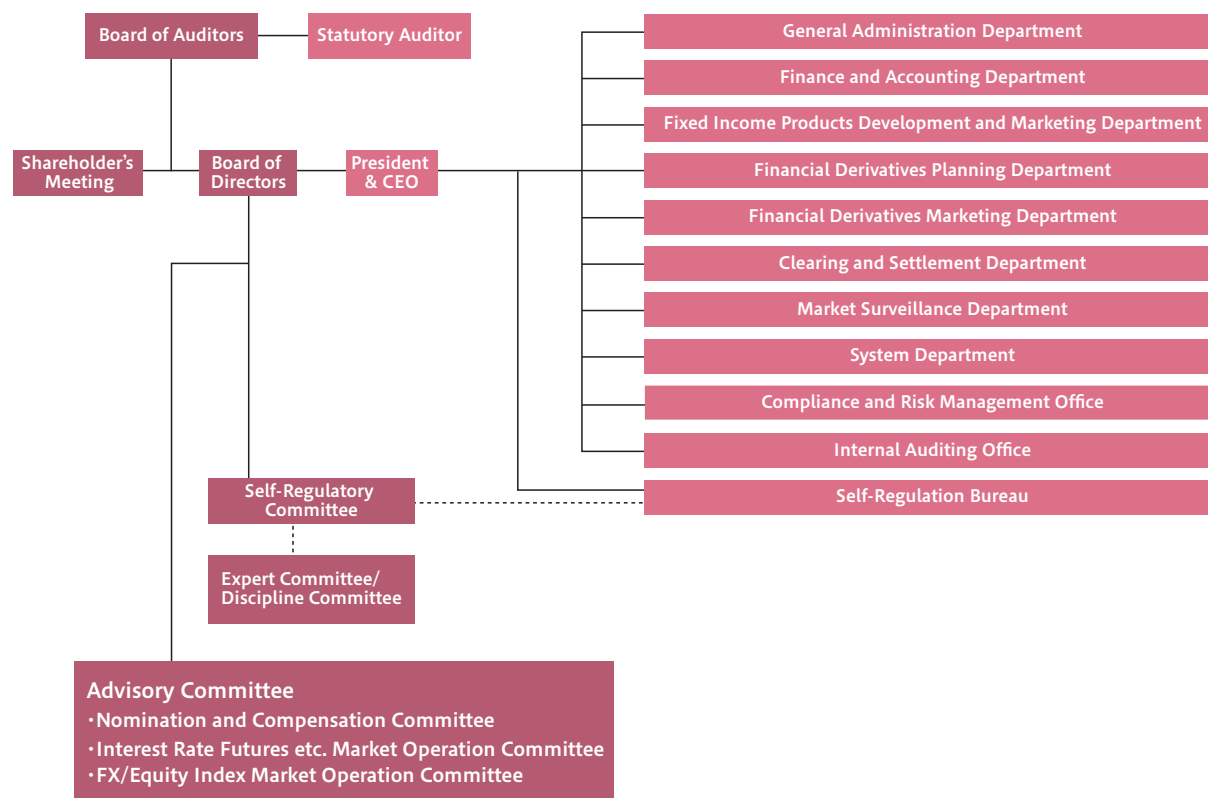 Board of Auditors
Statutory Auditor
Shareholder's
Meeting
Board of
Directors
President
& CEO
General Administration Department
Finance and Accounting Department
Fixed Income Products Development and Marketing Department
Financial Derivatives Planning Department
Financial Derivatives Marketing Department
Clearing and Settlement Department
Market Surveillance Department
System Department
Compliance and Risk Management Office
Internal Auditing Office
Self-Regulation Bureau
Self-Regulatory
Committee
Expert Committee/
Discipline Committee
Advisory Committee
・Nomination and Compensation Committee
・Interest Rate Futures etc. Market Operation Committee
・FX/Equity Index Market Operation Committee